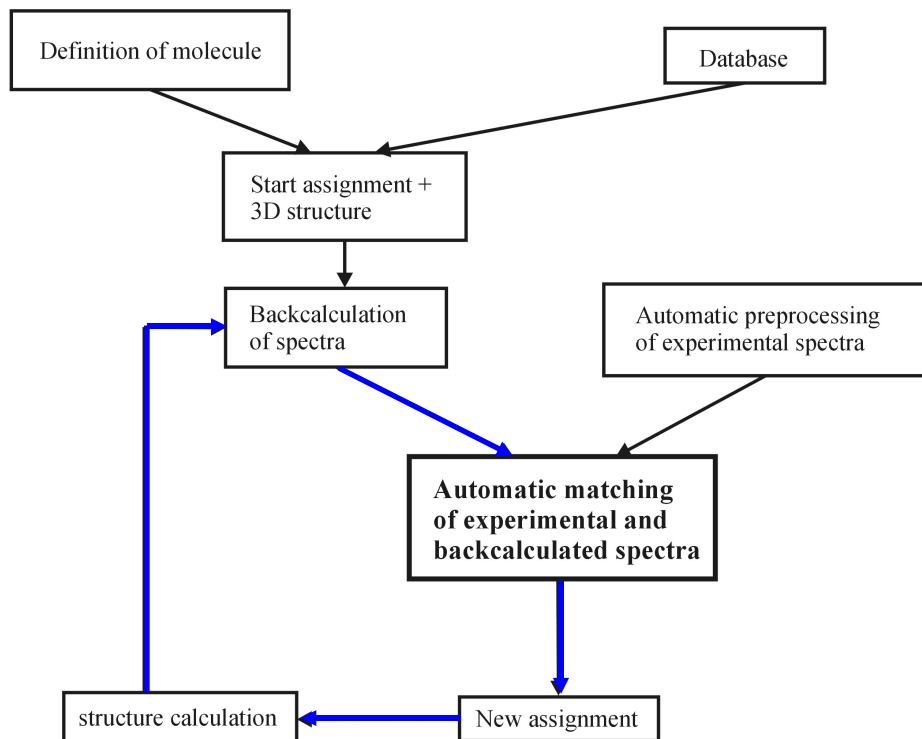 Definition of molecule
Database
Start assignment +
3D structure
Backcalculation
of spectra
Automatic preprocessing
of experimental spectra
Automatic matching
of experimental and
backcalculated spectra
structure calculation
New assignment